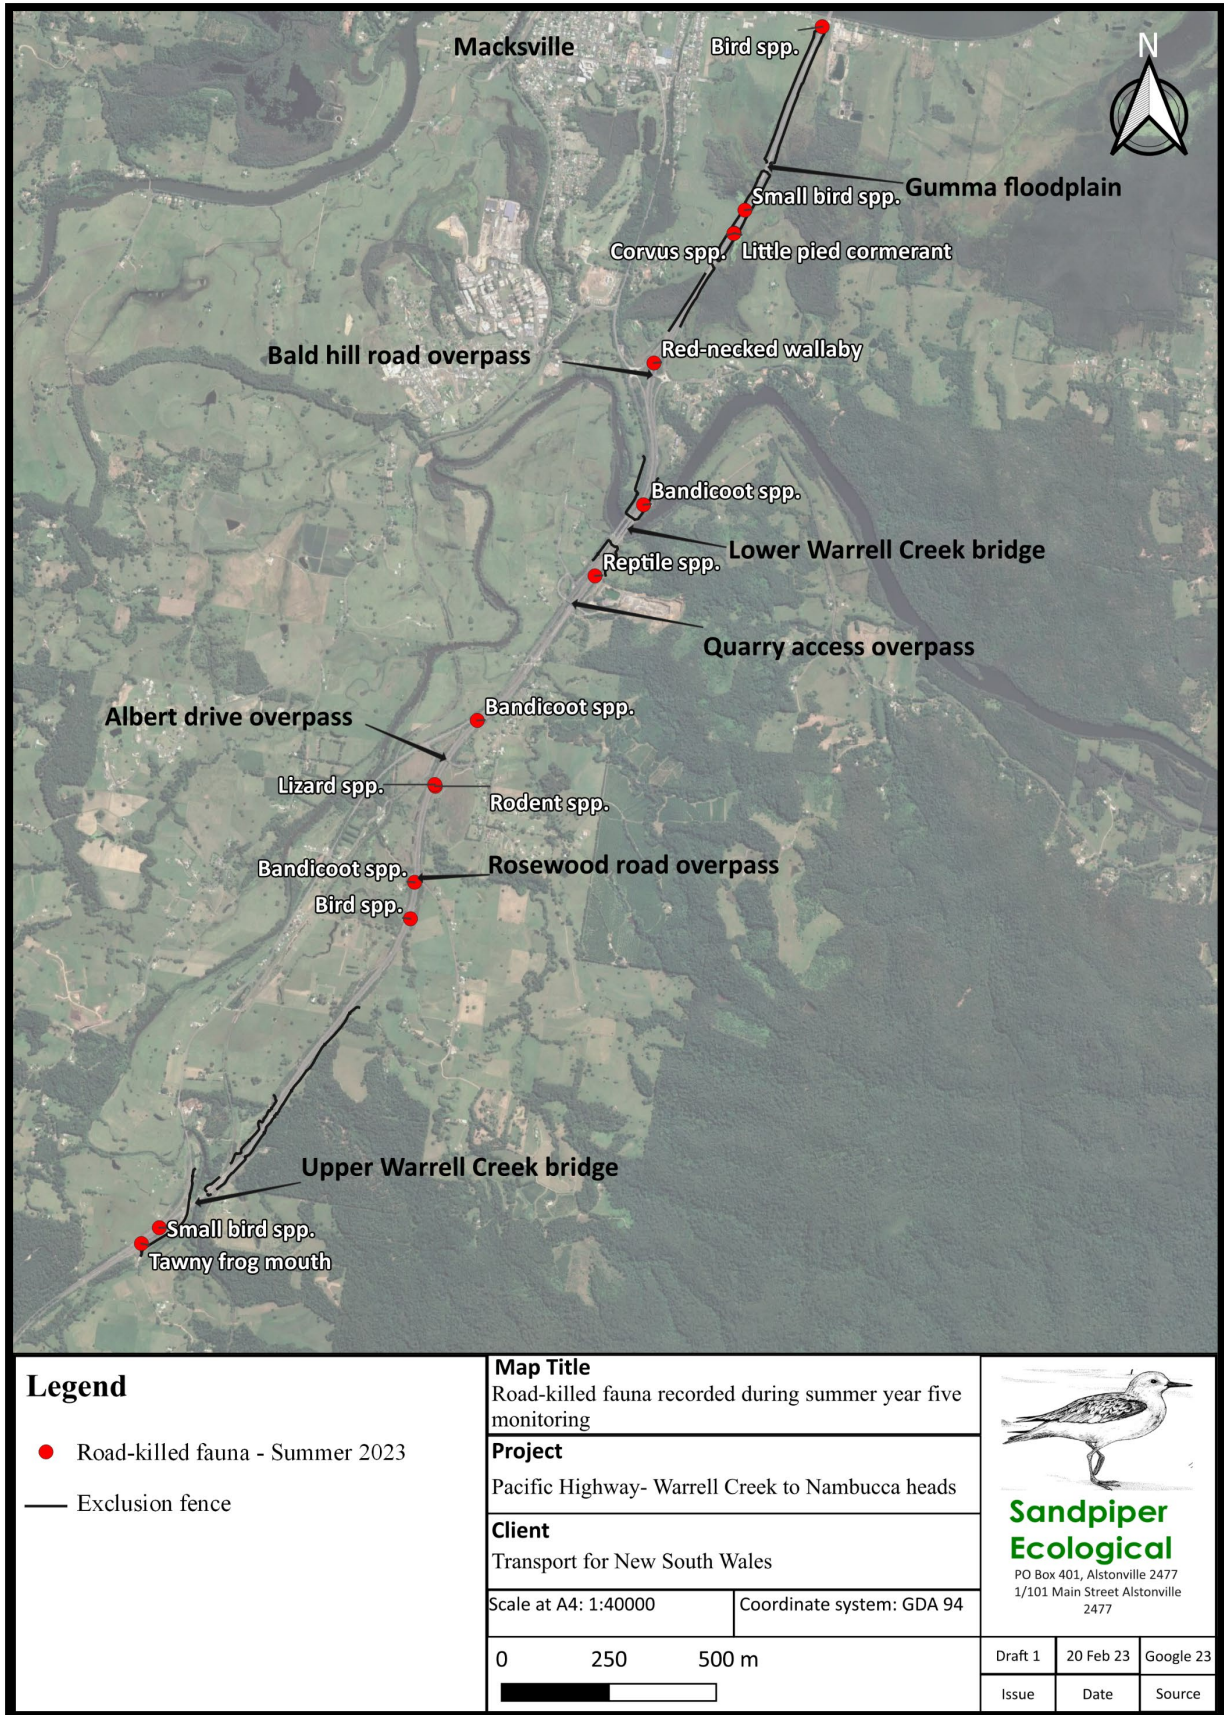 Macksville
Bird spp.
N
Gumma floodplain
Small bird spp.
Corvus spp.
Little pied cormerant
Red-necked wallaby
Bald hill road overpass
Bandicoot spp.
Lower Warrell Creek bridge
Reptile spp.
Quarry access overpass
Bandicoot spp.
Albert drive overpass
Lizard spp.
Rodent spp.
Bandicoot spp.
Rosewood road overpass
Bird spp.
Upper Warrell Creek bridge
Small bird spp.
Tawny frog mouth
Legend
Road-killed fauna - Summer 2023
Exclusion fence
Map Title
Road-killed fauna recorded during summer year five
monitoring
Project
Pacific Highway- Warrell Creek to Nambucca heads
Client
Transport for New South Wales
Scale at A4: 1:40000
Coordinate system: GDA 94
0 250 500 m
Sandpiper
Ecological
PO Box 401, Alstonville 2477
1/101 Main Street Alstonville
2477
Draft 1
20 Feb 23
Google 23
Issue
Date
Source